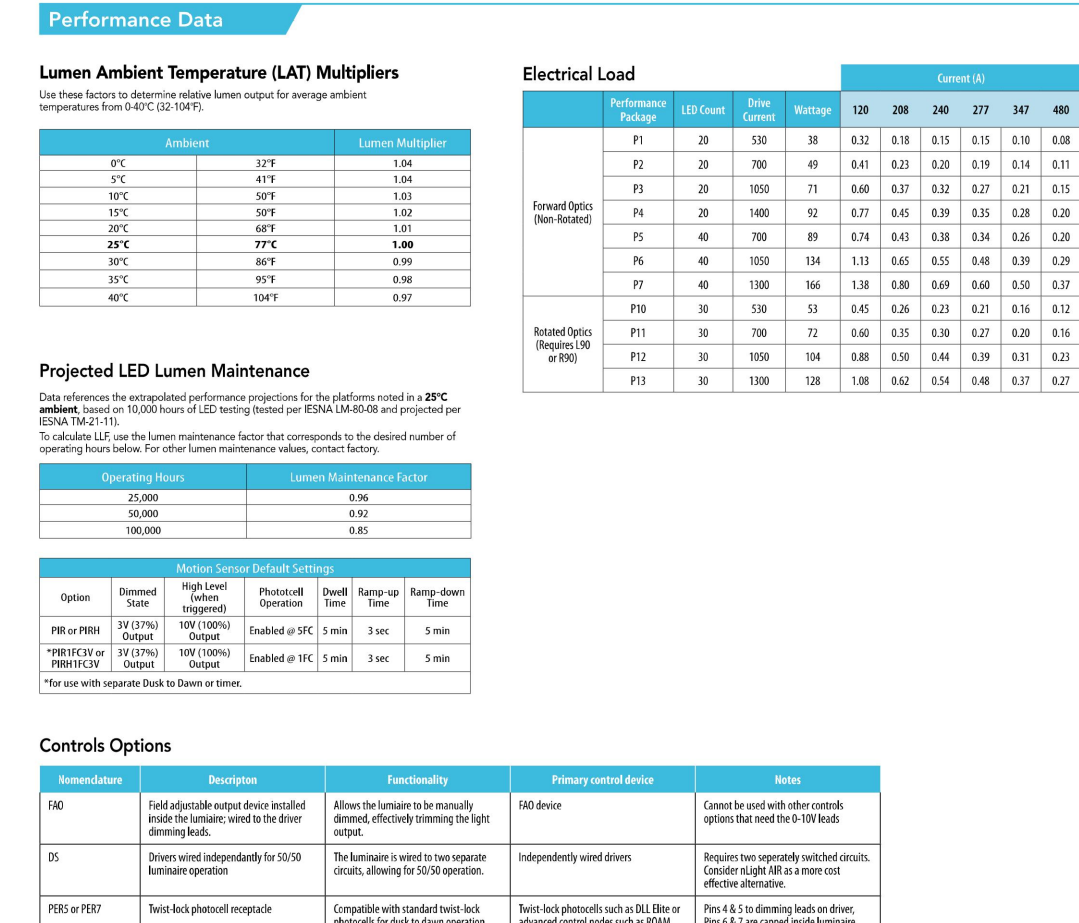 Performance Data
Lumen Ambient Temperature (LAT) Multipliers
Use these factors to determine relative lumen output for average ambient
temperatures from 0-40°C (32-104°F).
Ambient Lumen Multiplier
0°C 32°F 1.04
5°C 41°F 1.04
10°C 50°F 1.03
15°C 50°F 1.02
20°C 68°F 1.01
25°C 77°C 1.00
30°C 86°F 0.99
35°C 95°F 0.98
40°C 104°F 0.97
Projected LED Lumen Maintenance
Data references the extrapolated performance projections for the platforms noted in a 25°C
ambient, based on 10,000 hours of LED testing (tested per IESNA LM-80-08 and projected per
IESNA TM-21-11).
To calculate LLF, use the lumen maintenance factor that corresponds to the desired number of
operating hours below. For other lumen maintenance values, contact factory.
Operating Hours Lumen Maintenance Factor
25,000 0.96
50,000 0.92
100,000 0.85
Motion Sensor Default Settings
Option
Dimmed
State
High Level
(when
triggered)
Phototcell
Operation
Dwell
Time
Ramp-up
Time
Ramp-down
Time
PIR or PIRH
3V (37%)
Output
10V (100%)
Output
Enabled @ 5FC 5 min 3 sec 5 min
*PIR1FC3V or
PIRH1FC3V
3V (37%)
Output
10V (100%)
Output
Enabled @ 1FC 5 min 3 sec 5 min
*for use with separate Dusk to Dawn or timer.
Electrical Load
Current (A)
Performance
Package
LED Count
Drive
Current
Wattage 120 208 240 277 347 480
Forward Optics
(Non-Rotated)
P1 20 530 38 0.32 0.18 0.15 0.15 0.10 0.08
P2 20 700 49 0.41 0.23 0.20 0.19 0.14 0.11
P3 20 1050 71 0.60 0.37 0.32 0.27 0.21 0.15
P4 20 1400 92 0.77 0.45 0.39 0.35 0.28 0.20
P5 40 700 89 0.74 0.43 0.38 0.34 0.26 0.20
P6 40 1050 134 1.13 0.65 0.55 0.48 0.39 0.29
P7 40 1300 166 1.38 0.80 0.69 0.60 0.50 0.37
Rotated Optics
(Requires L90
or R90)
P10 30 530 53 0.45 0.26 0.23 0.21 0.16 0.12
P11 30 700 72 0.60 0.35 0.30 0.27 0.20 0.16
P12 30 1050 104 0.88 0.50 0.44 0.39 0.31 0.23
P13 30 1300 128 1.08 0.62 0.54 0.48 0.37 0.27
Controls Options
Nomenclature Descripton Functionality Primary control device Notes
FAO
Field adjustable output device installed
inside the lumiaire; wired to the driver
dimming leads.
Allows the lumiaire to be manually
dimmed, effectively trimming the light
output.
FAO device
Cannot be used with other controls
options that need the 0-10V leads
DS
Drivers wired independantly for 50/50
luminaire operation
The luminaire is wired to two separate
circuits, allowing for 50/50 operation.
Independently wired drivers
Requires two seperately switched circuits.
Consider nLight AIR as a more cost
effective alternative.
PER5 or PER7
Twist-lock photocell receptacle
Compatible with standard twist-lock
photocells for dusk to dawn operation
Twist-lock photocells such as DLL Elite or
advanced control nodes such as ROAM
Pins 4 & 5 to dimming leads on driver,
Pins 6 & 7 are capped inside luminaire